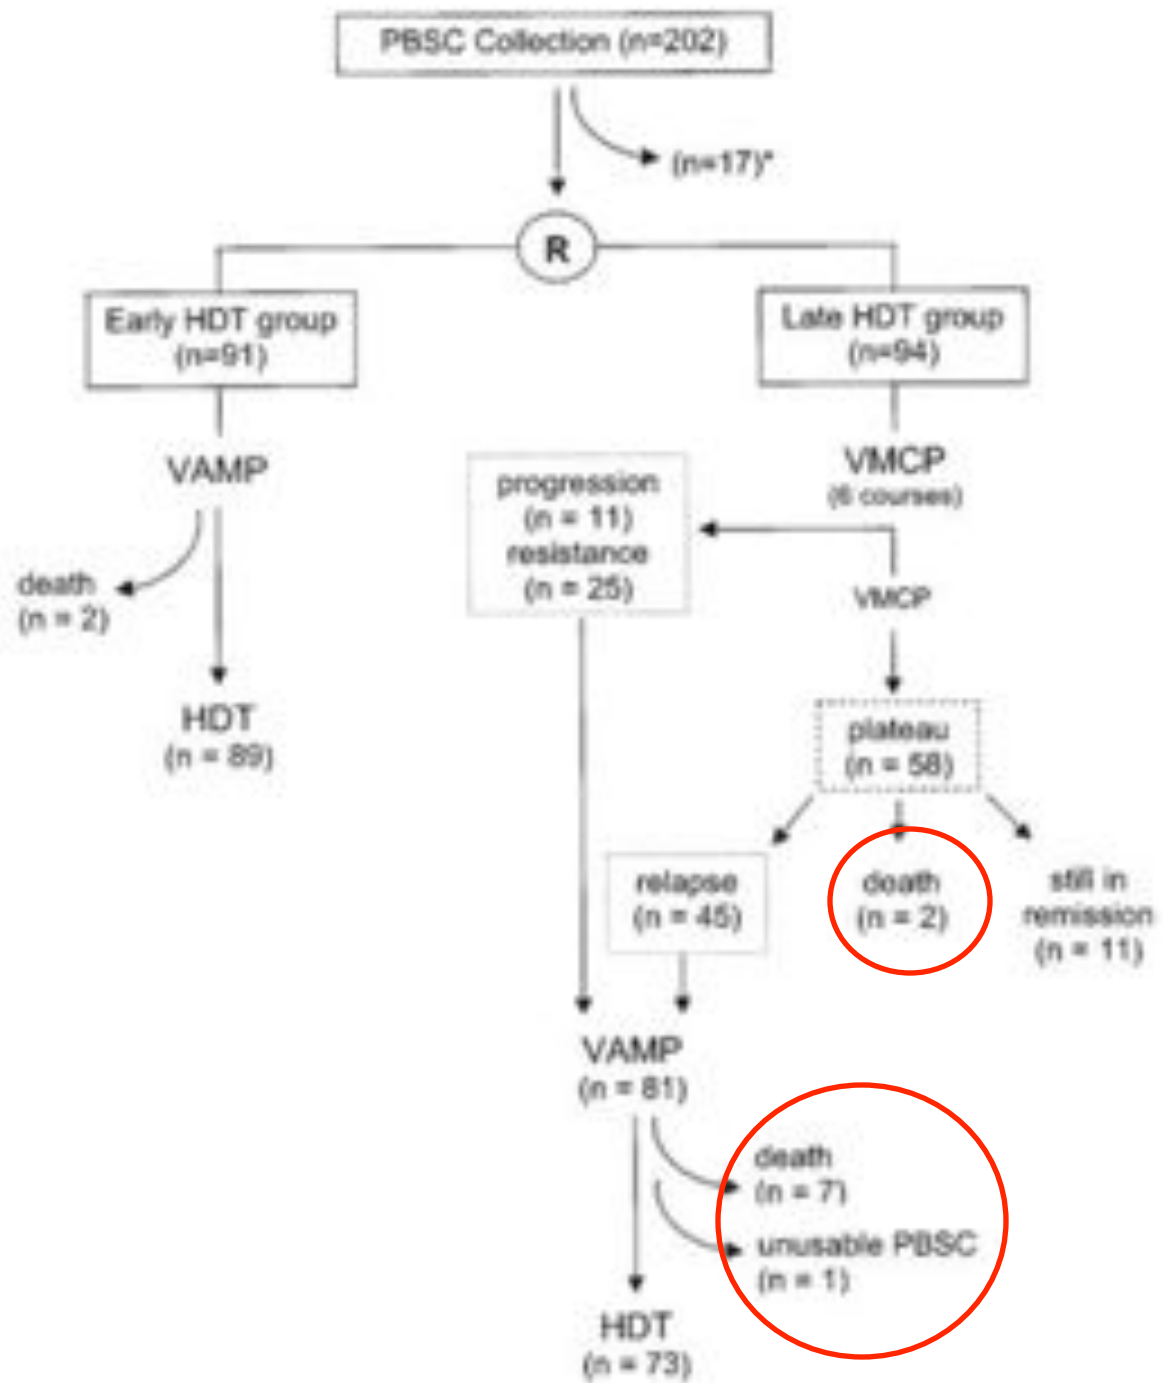 PBSC Collection (n=202)
(n=17)*
R
Early HDT group
(n=91)
Late HDT group
(n=94)
VAMP
death
(n = 2)
HDT
(n = 89)
VMCP
(6 courses)
progression
(n = 11)
resistance
(n = 25)
VMCP
plateau
(n = 58)
relapse
(n = 45)
death
(n = 2)
still in
remission
(n = 11)
VAMP
(n = 81)
death
(n = 7)
unusable PBSC
(n = 1)
HDT
(n = 73)